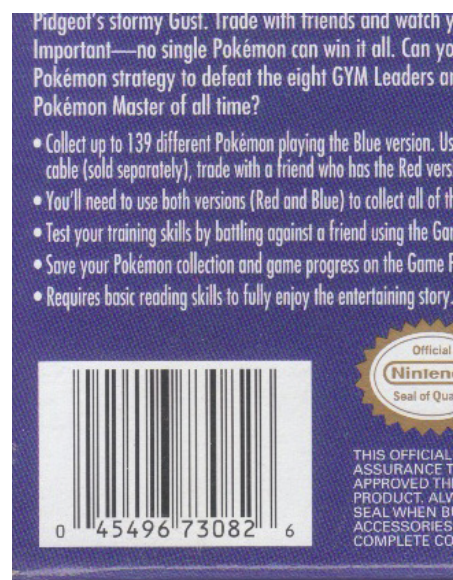 Pidgeot's stormy Gust. Trade with friends and watch
Important—no single Pokémon can win it all. Can yo
Pokémon strategy to defeat the eight GYM Leaders
Pokémon Master of all time?
• Collect up to 139 different Pokémon playing the Blue version. Us
cable (sold separately), trade with a friend who has the Red vers
• You'll need to use both versions (Red and Blue) to collect all of
• Test your training skills by battling against a friend using the Ga
• Save your Pokémon collection and game progress on the Game
• Requires basic reading skills to fully enjoy the entertaining story.
Official
Ninten
Seal of Qua
THIS OFFICIAL
ASSURANCE T
APPROVED TH
PRODUCT. ALW
SEAL WHEN B
ACCESSORIES
COMPLETE CO
0 45496 73082 6